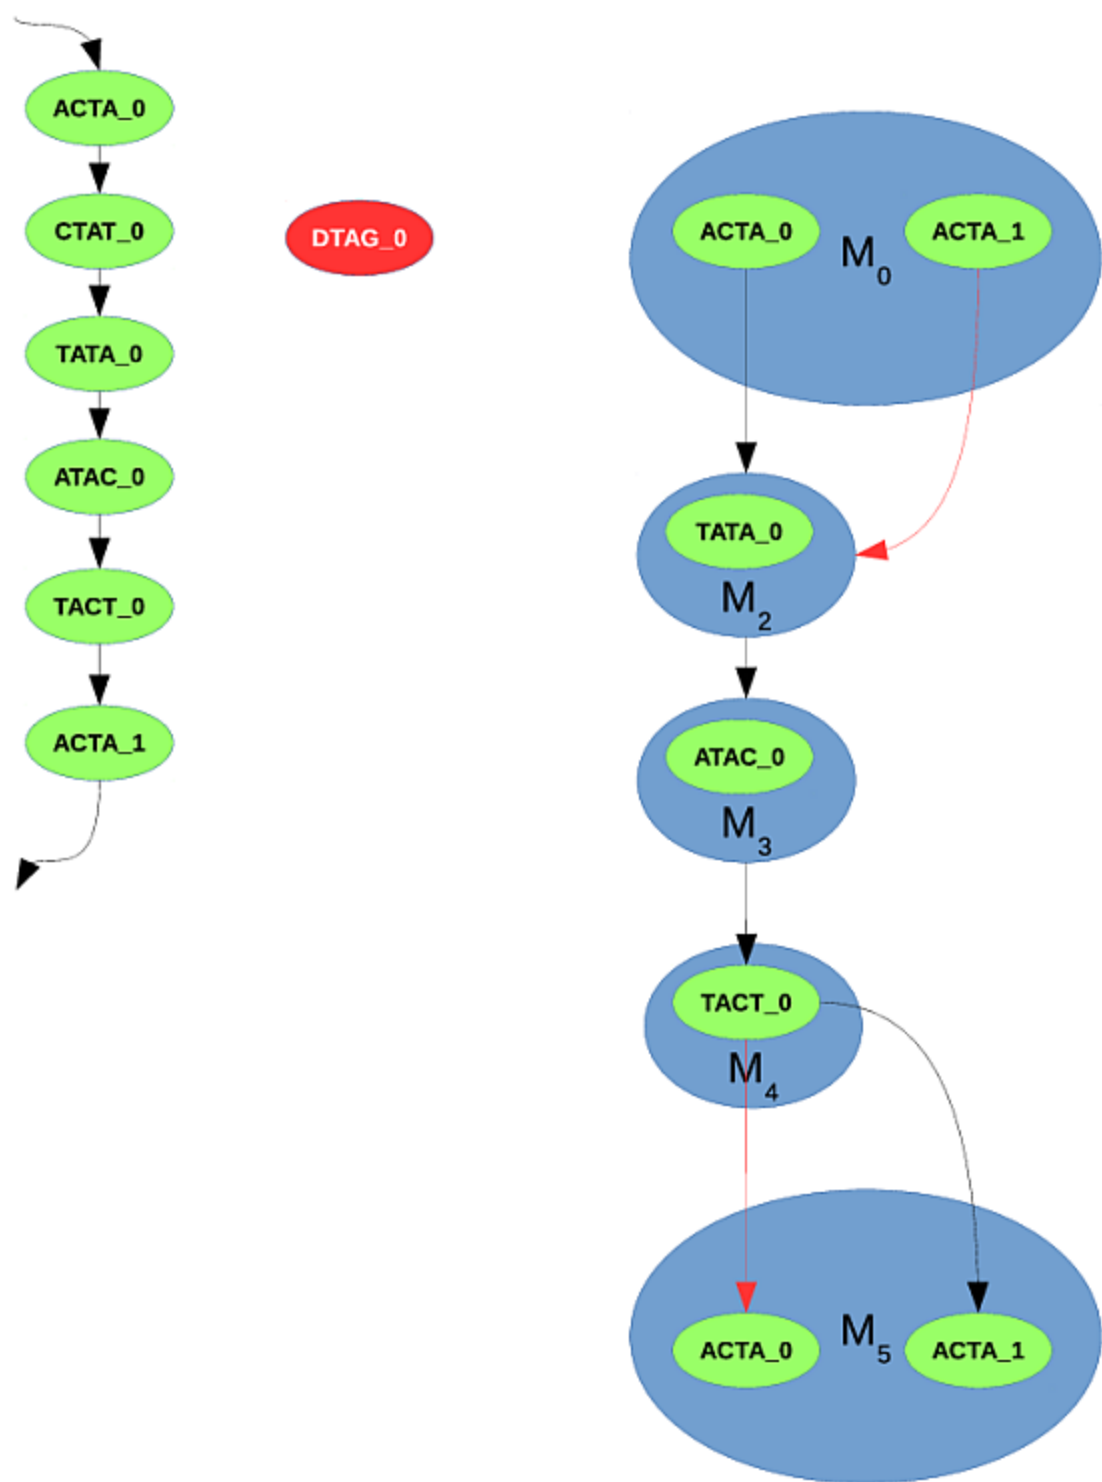 ACTA_0
CTAT_0
TATA_0
ATAC_0
TACT_0
ACTA_1
DTAG_0
ACTA_0 M0 ACTA_1
TATA_0
M2
ATAC_0
M3
TACT_0
M4
ACTA_0 M5 ACTA_1